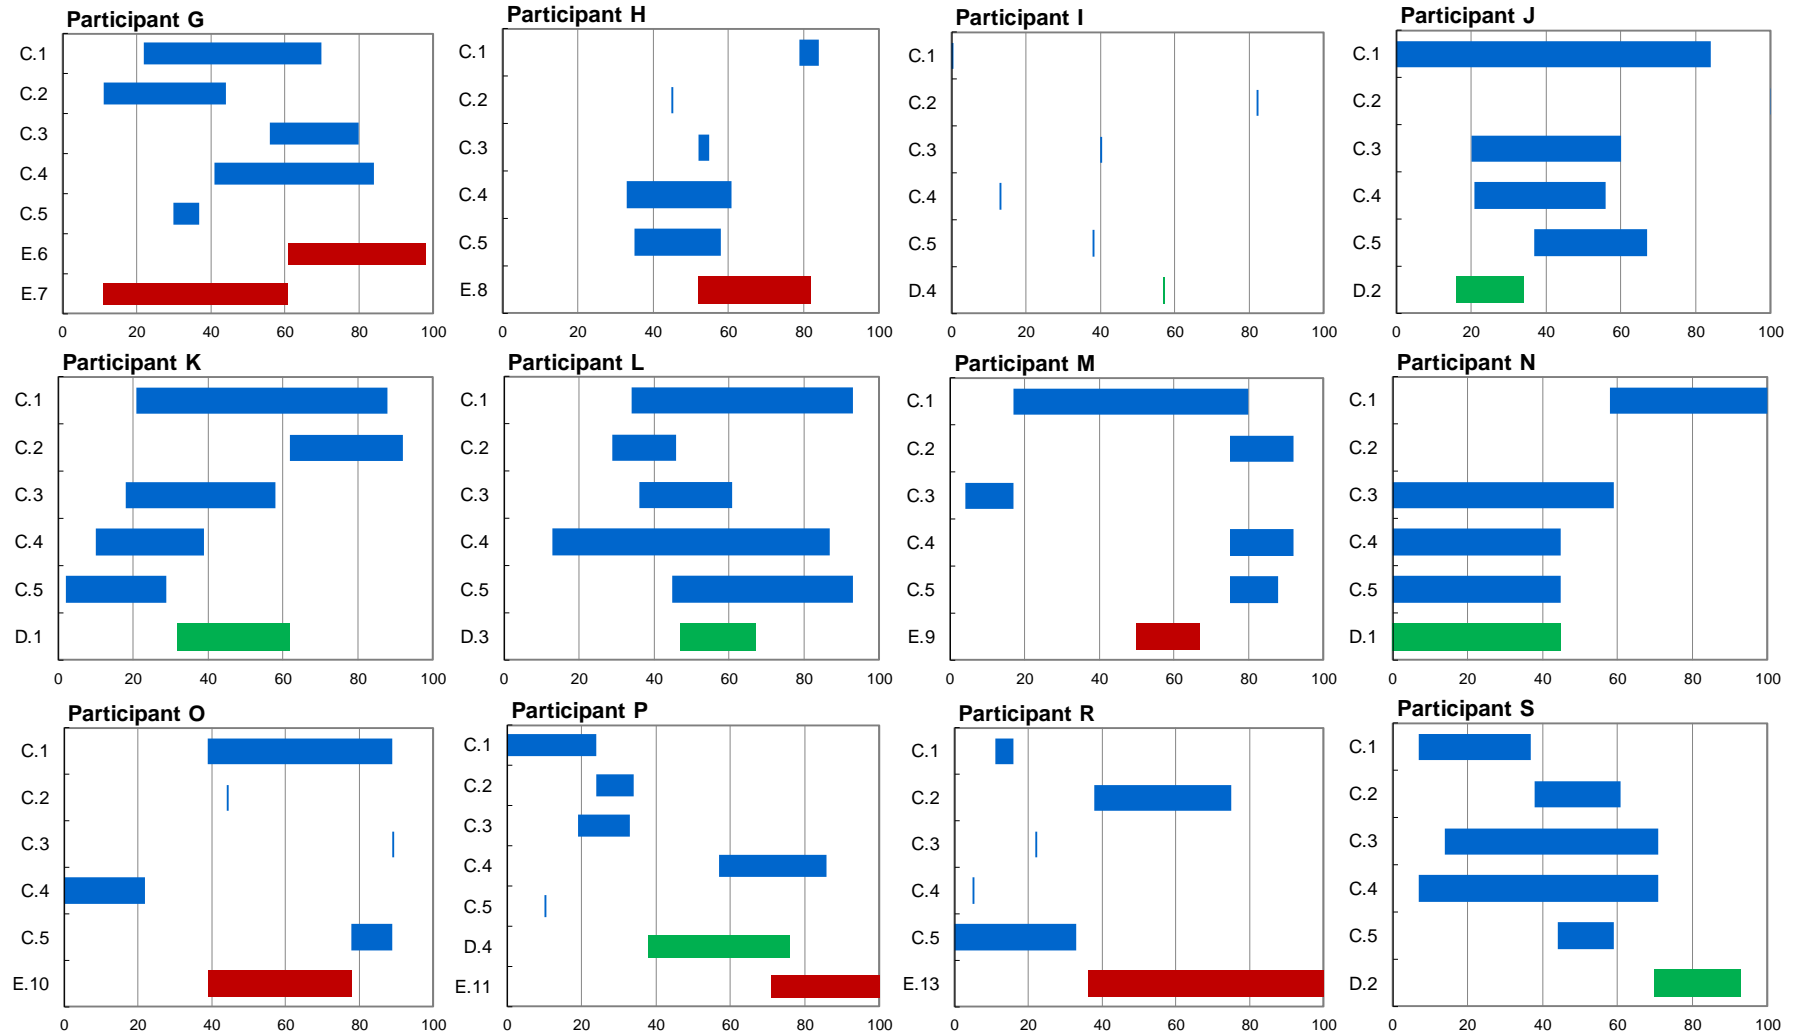 Participant G
C.1
C.2
C.3
C.4
C.5
E.6
E.7
0 20 40 60 80 100
Participant H
C.1
C.2
C.3
C.4
C.5
E.8
0 20 40 60 80 100
Participant I
C.1
C.2
C.3
C.4
C.5
D.4
0 20 40 60 80 100
Participant J
C.1
C.2
C.3
C.4
C.5
D.2
0 20 40 60 80 100
Participant K
C.1
C.2
C.3
C.4
C.5
D.1
0 20 40 60 80 100
Participant L
C.1
C.2
C.3
C.4
C.5
D.3
0 20 40 60 80 100
Participant M
C.1
C.2
C.3
C.4
C.5
E.9
0 20 40 60 80 100
Participant N
C.1
C.2
C.3
C.4
C.5
D.1
0 20 40 60 80 100
Participant O
C.1
C.2
C.3
C.4
C.5
E.10
0 20 40 60 80 100
Participant P
C.1
C.2
C.3
C.4
C.5
D.4
E.11
0 20 40 60 80 100
Participant R
C.1
C.2
C.3
C.4
C.5
E.13
0 20 40 60 80 100
Participant S
C.1
C.2
C.3
C.4
C.5
D.2
0 20 40 60 80 100